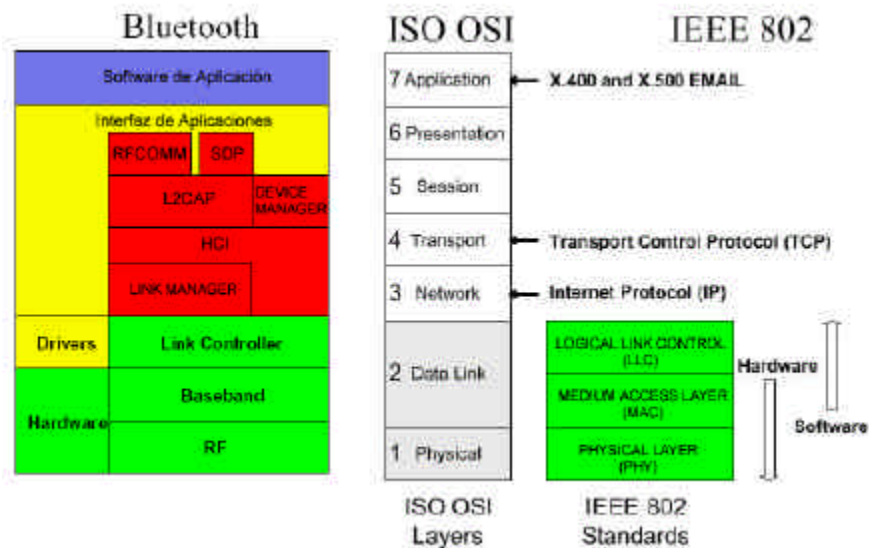 Bluetooth
ISO OSI
IEEE 802
Software de Aplicación
Interfaz de Aplicaciones
RFCOMM
SDP
L2CAP
DEVICE
MANAGER
HCI
LINK MANAGER
Drivers
Link Controller
Hardware
Baseband
RF
7 Application
6 Presentation
5 Session
4 Transport
3 Network
2 Data Link
1 Physical
ISO OSI
Layers
X.400 and X.500 EMAIL
Transport Control Protocol (TCP)
Internet Protocol (IP)
LOGICAL LINK CONTROL
(LLC)
MEDIUM ACCESS LAYER
(MAC)
PHYSICAL LAYER
(PHY)
Hardware
Software
IEEE 802
Standards